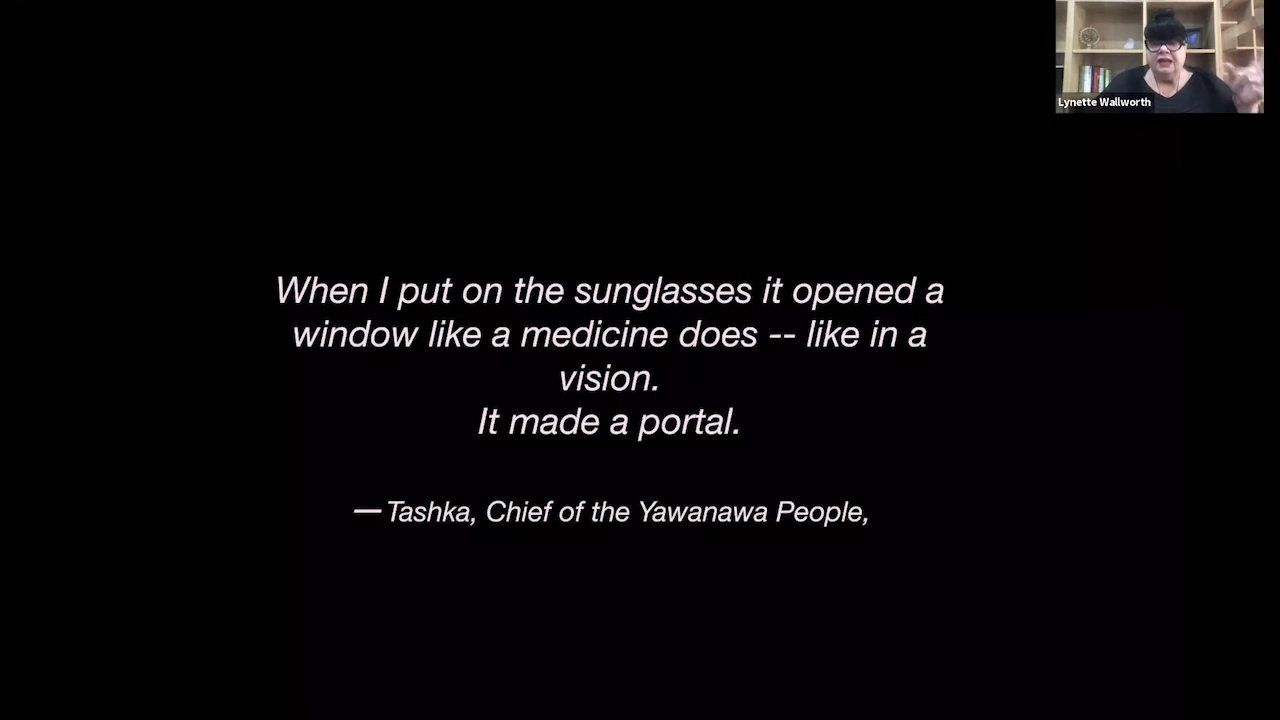 Lynette Wallworth
When I put on the sunglasses it opened a
window like a medicine does -- like in a
vision.
It made a portal.
— Tashka, Chief of the Yawanawa People,